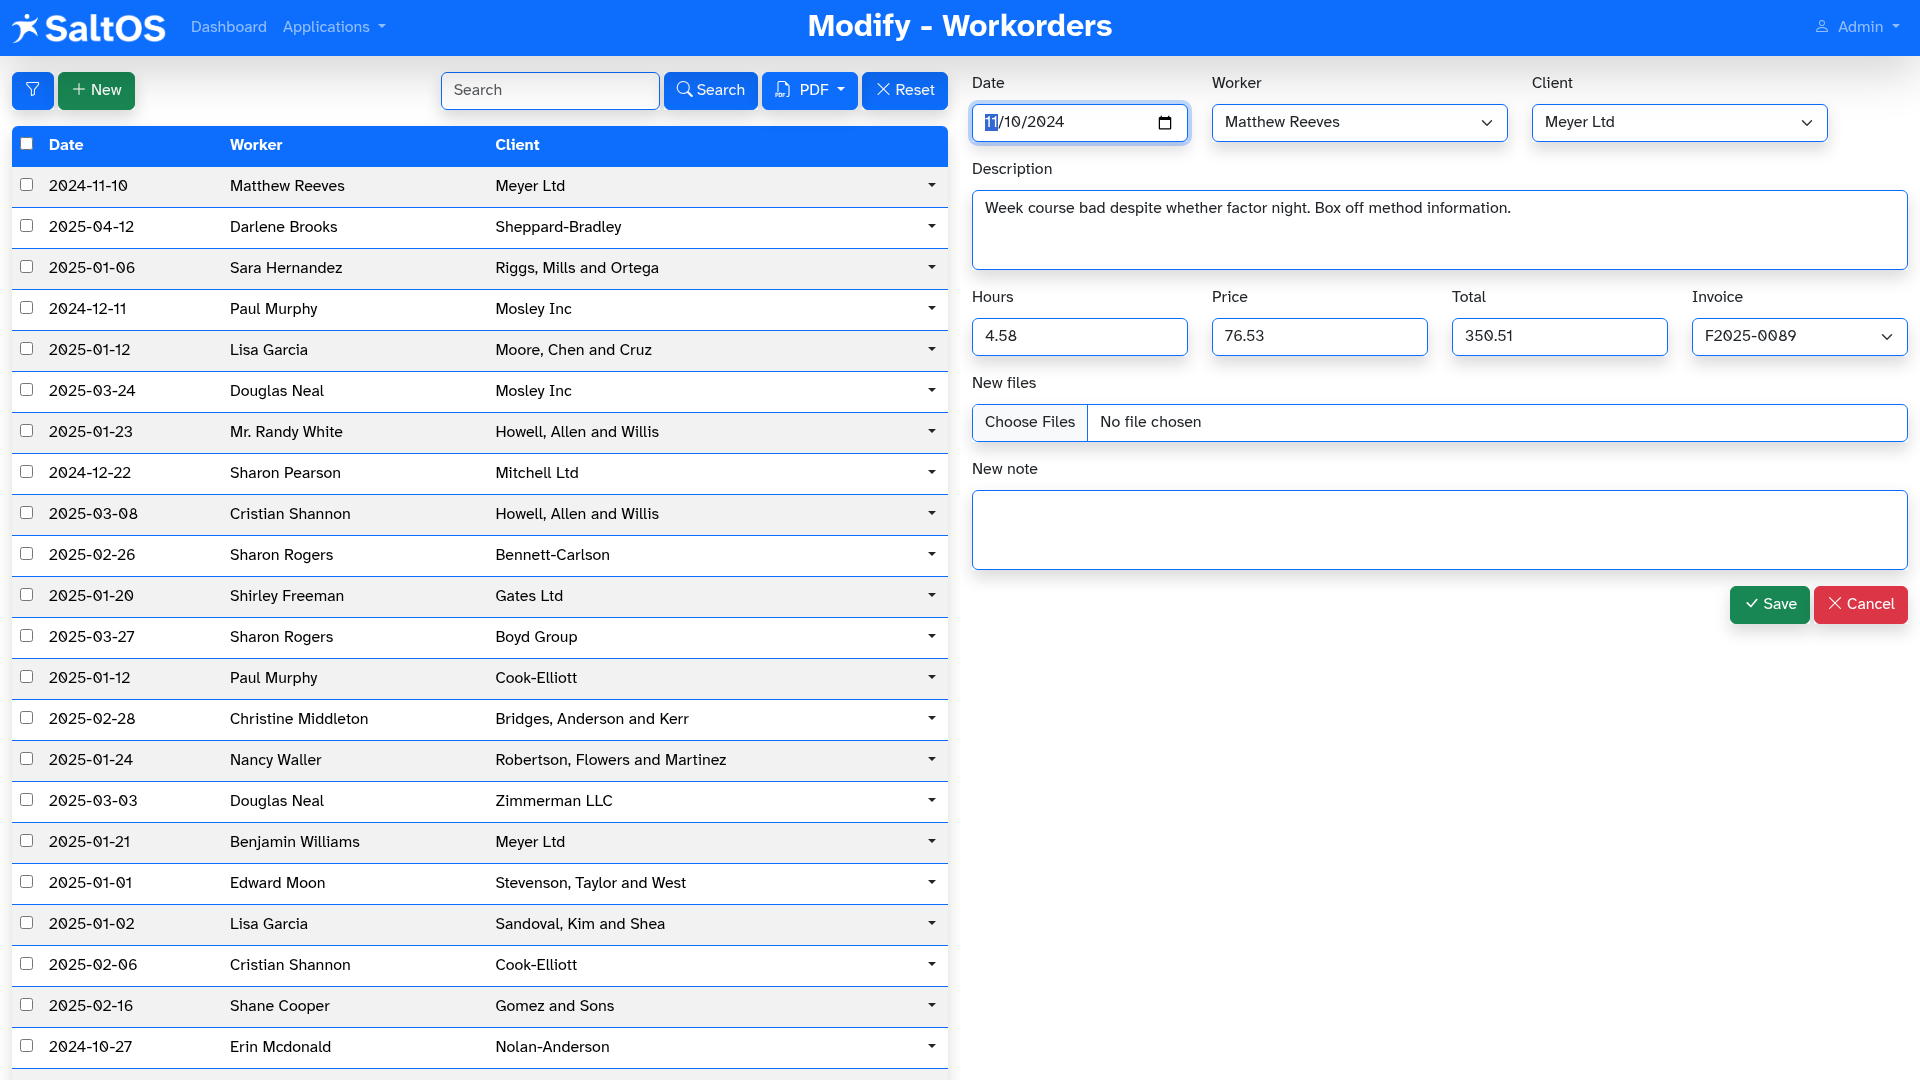 SaltOS Dashboard Applications Modify - Workorders Admin
New Search Search PDF Reset
Date Worker Client
2024-11-10 Matthew Reeves Meyer Ltd
2025-04-12 Darlene Brooks Sheppard-Bradley
2025-01-06 Sara Hernandez Riggs, Mills and Ortega
2024-12-11 Paul Murphy Mosley Inc
2025-01-12 Lisa Garcia Moore, Chen and Cruz
2025-03-24 Douglas Neal Mosley Inc
2025-01-23 Mr. Randy White Howell, Allen and Willis
2024-12-22 Sharon Pearson Mitchell Ltd
2025-03-08 Cristian Shannon Howell, Allen and Willis
2025-02-26 Sharon Rogers Bennett-Carlson
2025-01-20 Shirley Freeman Gates Ltd
2025-03-27 Sharon Rogers Boyd Group
2025-01-12 Paul Murphy Cook-Elliott
2025-02-28 Christine Middleton Bridges, Anderson and Kerr
2025-01-24 Nancy Waller Robertson, Flowers and Martinez
2025-03-03 Douglas Neal Zimmerman LLC
2025-01-21 Benjamin Williams Meyer Ltd
2025-01-01 Edward Moon Stevenson, Taylor and West
2025-01-02 Lisa Garcia Sandoval, Kim and Shea
2025-02-06 Cristian Shannon Cook-Elliott
2025-02-16 Shane Cooper Gomez and Sons
2024-10-27 Erin Mcdonald Nolan-Anderson
Date Worker Client
11/10/2024 Matthew Reeves Meyer Ltd
Description
Week course bad despite whether factor night. Box off method information.
Hours Price Total Invoice
4.58 76.53 350.51 F2025-0089
New files
Choose Files No file chosen
New note
Save Cancel